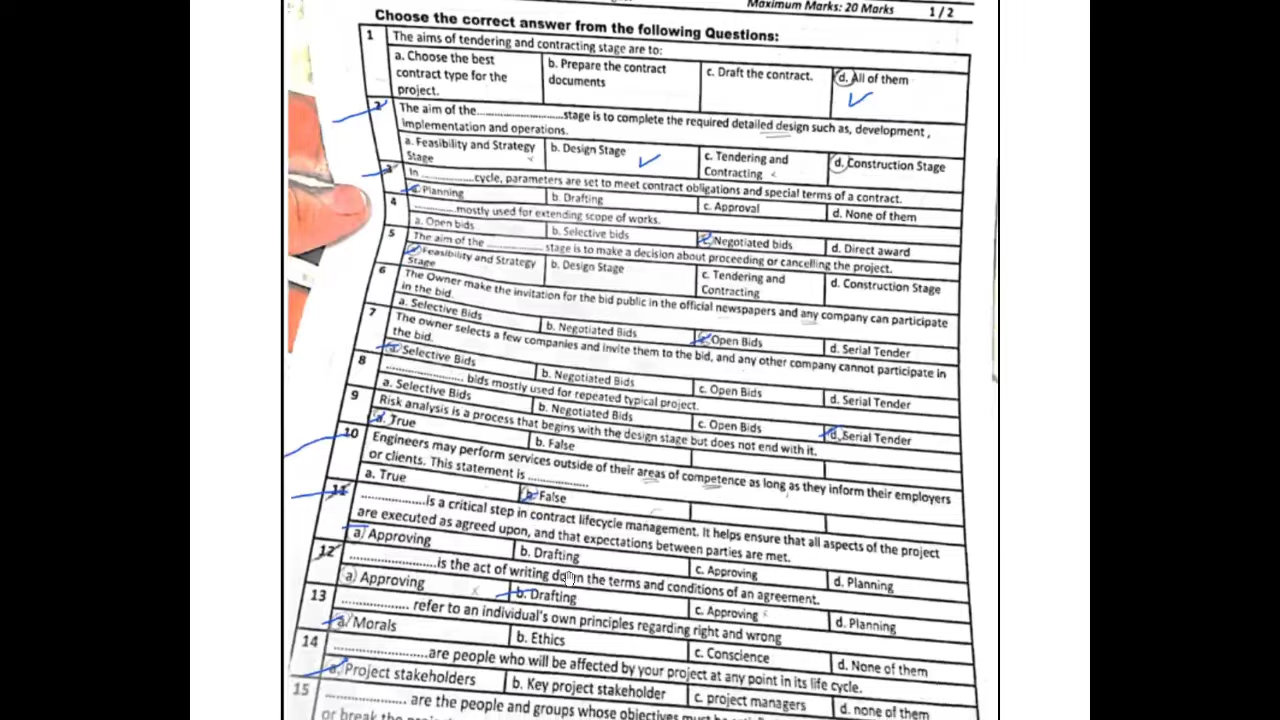 Maximum Marks: 20 Marks 1 / 2
Choose the correct answer from the following Questions:
1 The aims of tendering and contracting stage are to:
a. Choose the best contract type for the project. b. Prepare the contract documents c. Draft the contract. d. All of them
2 The aim of the..........................stage is to complete the required detailed design such as, development,
implementation and operations.
a. Feasibility and Strategy Stage b. Design Stage c. Tendering and Contracting d. Construction Stage
3 In ................cycle, parameters are set to meet contract obligations and special terms of a contract.
a. Planning b. Drafting c. Approval d. None of them
4 ............mostly used for extending scope of works.
a. Open bids b. Selective bids c. Negotiated bids d. Direct award
5 The aim of the ................ stage is to make a decision about proceeding or cancelling the project.
a. Feasibility and Strategy Stage b. Design Stage c. Tendering and Contracting d. Construction Stage
6 The Owner make the invitation for the bid public in the official newspapers and any company can participate
in the bid.
a. Selective Bids b. Negotiated Bids c. Open Bids d. Serial Tender
7 The owner selects a few companies and invite them to the bid, and any other company cannot participate in
the bid.
a. Selective Bids b. Negotiated Bids c. Open Bids d. Serial Tender
8 ...................... bids mostly used for repeated typical project.
a. Selective Bids b. Negotiated Bids c. Open Bids d. Serial Tender
9 Risk analysis is a process that begins with the design stage but does not end with it.
a. True b. False
10 Engineers may perform services outside of their areas of competence as long as they inform their employers
or clients. This statement is ..................
a. True b. False
11 ...................is a critical step in contract lifecycle management. It helps ensure that all aspects of the project
are executed as agreed upon, and that expectations between parties are met.
a) Approving b. Drafting c. Approving d. Planning
12 .........................is the act of writing down the terms and conditions of an agreement.
a) Approving b. Drafting c. Approving d. Planning
13 ..................... refer to an individual's own principles regarding right and wrong
a. Morals b. Ethics c. Conscience d. None of them
14 ............................are people who will be affected by your project at any point in its life cycle.
a. Project stakeholders b. Key project stakeholder c. project managers d. none of them
15 ........................ are the people and groups whose objectives must be
or break the